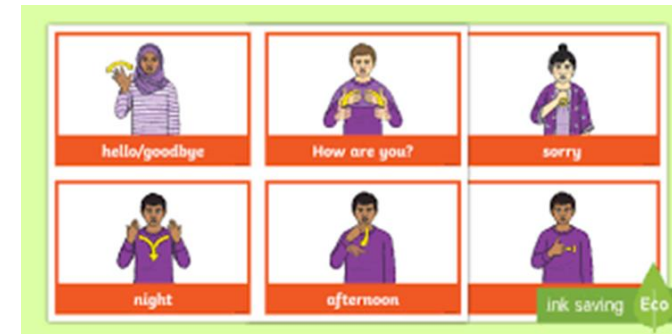 hello/goodbye
How are you?
sorry
night
afternoon
ink saving
Eco